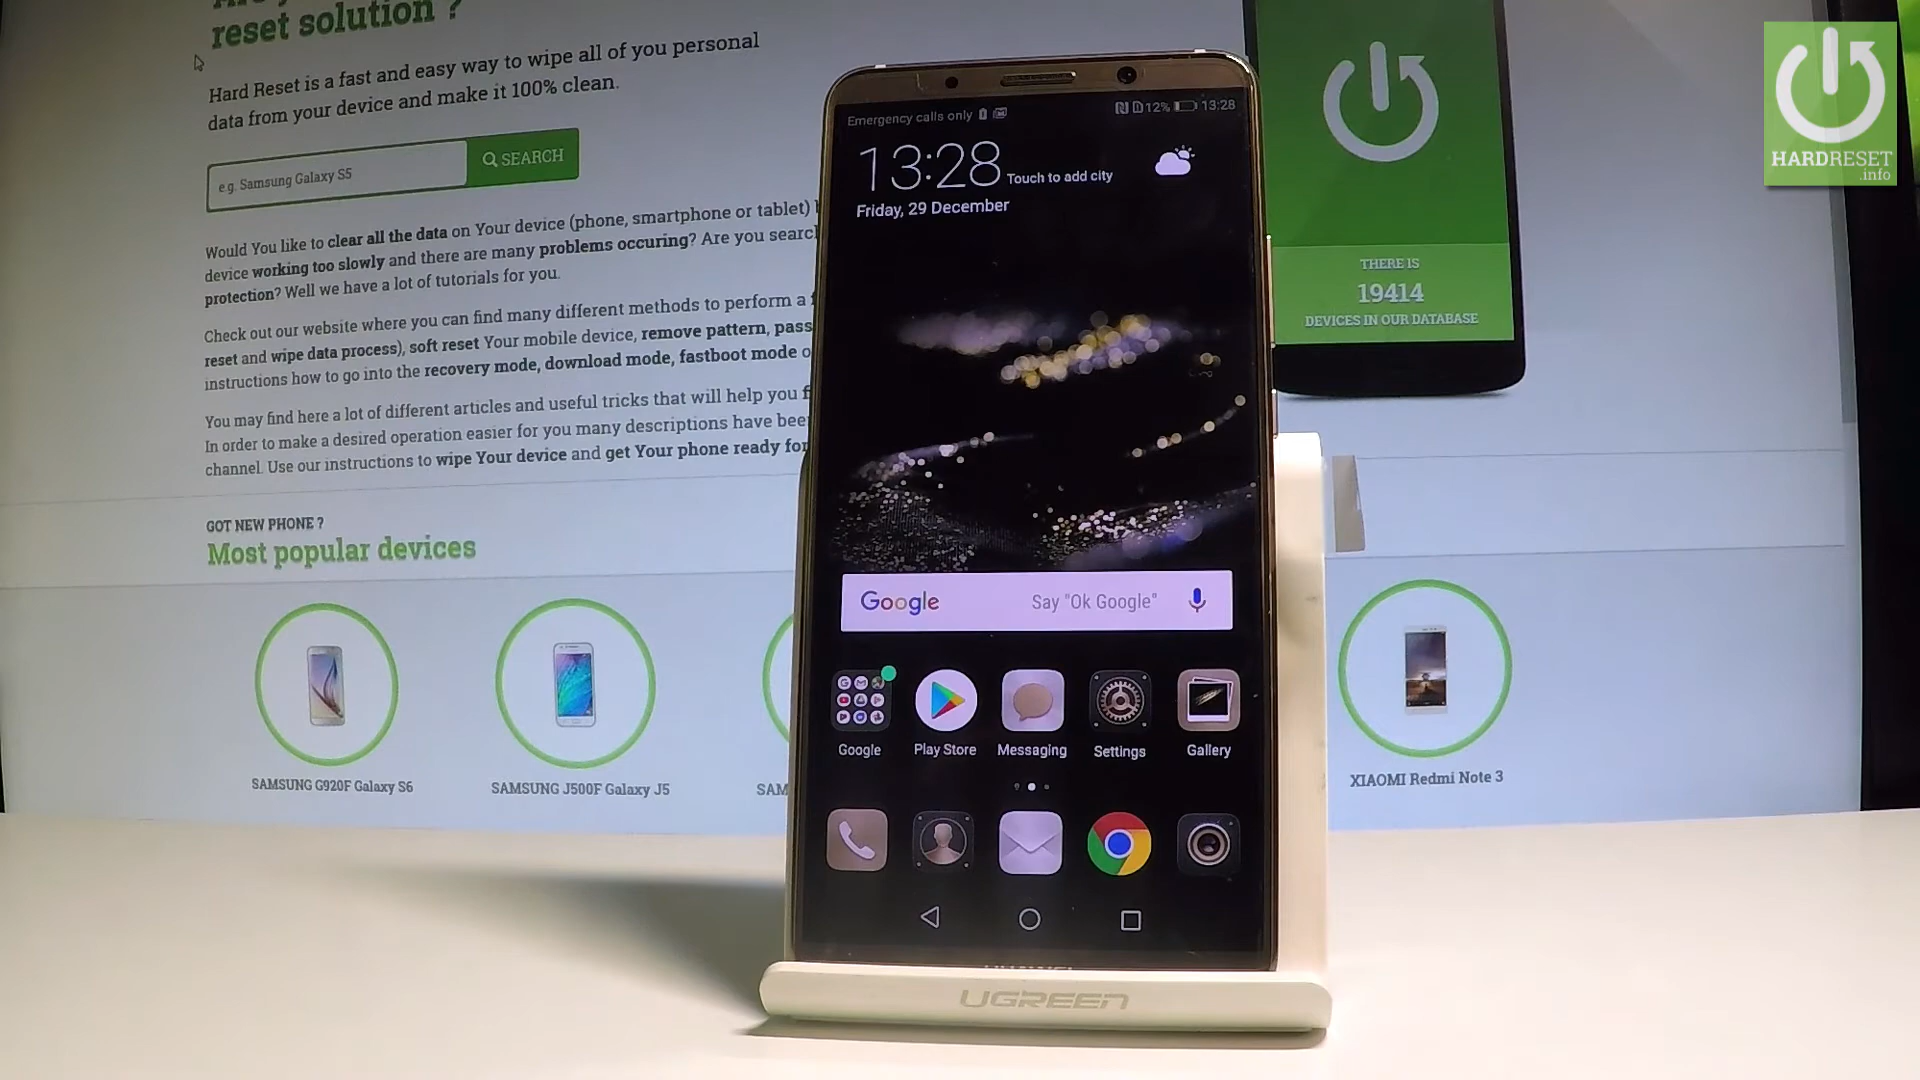 reset solution ?
Hard Reset is a fast and easy way to wipe all of you personal
data from your device and make it 100% clean.
e.g. Samsung Galaxy S5
SEARCH
Would You like to clear all the data on Your device (phone, smartphone or tablet)
device working too slowly and there are many problems occuring? Are you
protection? Well we have a lot of tutorials for you.
Check out our website where you can find many different methods to perform a
reset and wipe data process), soft reset Your mobile device, remove pattern,
instructions how to go into the recovery mode, download mode, fastboot mode
You may find here a lot of different articles and useful tricks that will help you
In order to make a desired operation easier for you many descriptions have
channel. Use our instructions to wipe Your device and get Your phone ready for
GOT NEW PHONE ?
Most popular devices
SAMSUNG G920F Galaxy S6
SAMSUNG J500F Galaxy J5
XIAOMI Redmi Note 3
THERE IS
19414
DEVICES IN OUR DATABASE
HARDRESET
.info
Emergency calls only
12% 13:28
13:28 Touch to add city
Friday, 29 December
Google Say "Ok Google"
Google Play Store Messaging Settings Gallery
UGREEN